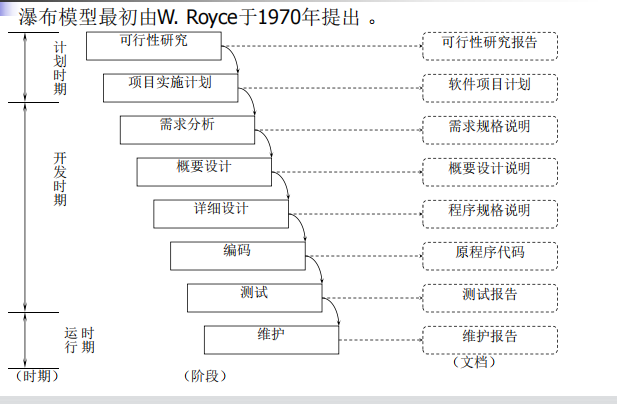 瀑布模型最初由W. Royce于1970年提出 。
计划时期
可行性研究
可行性研究报告
项目实施计划
软件项目计划
开发时期
需求分析
需求规格说明
概要设计
概要设计说明
详细设计
程序规格说明
编码
原程序代码
测试
测试报告
运行时期
维护
维护报告
（时期）
（阶段）
（文档）